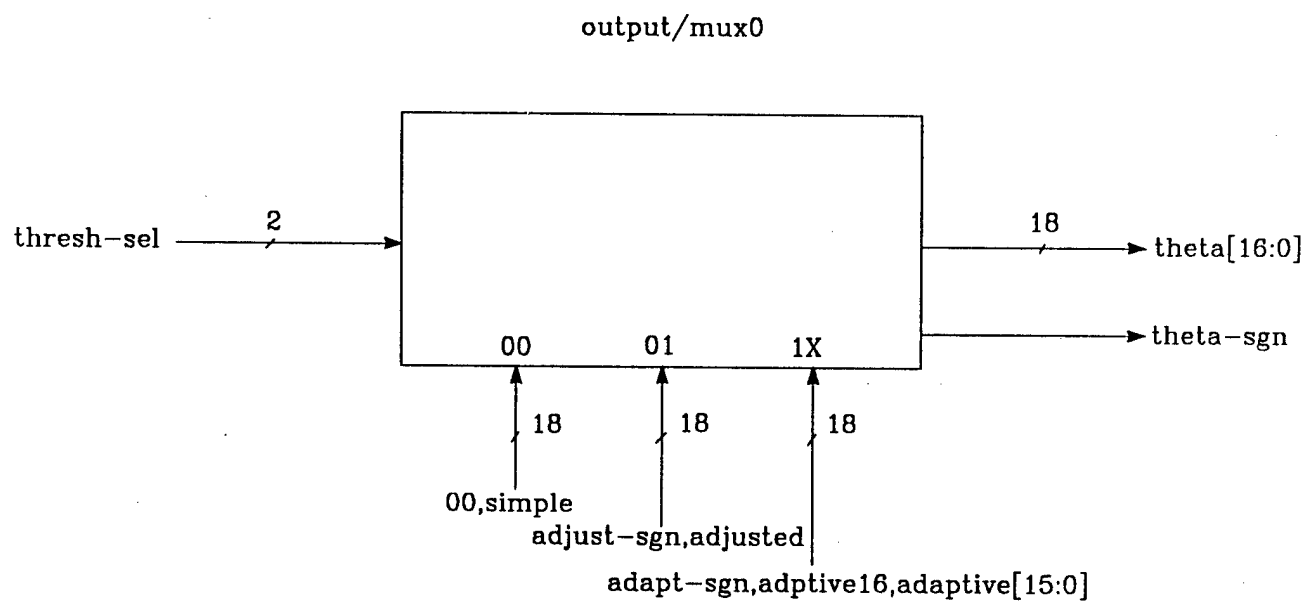 output/mux0
2
18
thresh-sel
theta[16:0]
theta-sgn
00 01 1X
18 18 18
00,simple
adjust-sgn,adjusted
adapt-sgn,adptive16,adaptive[15:0]